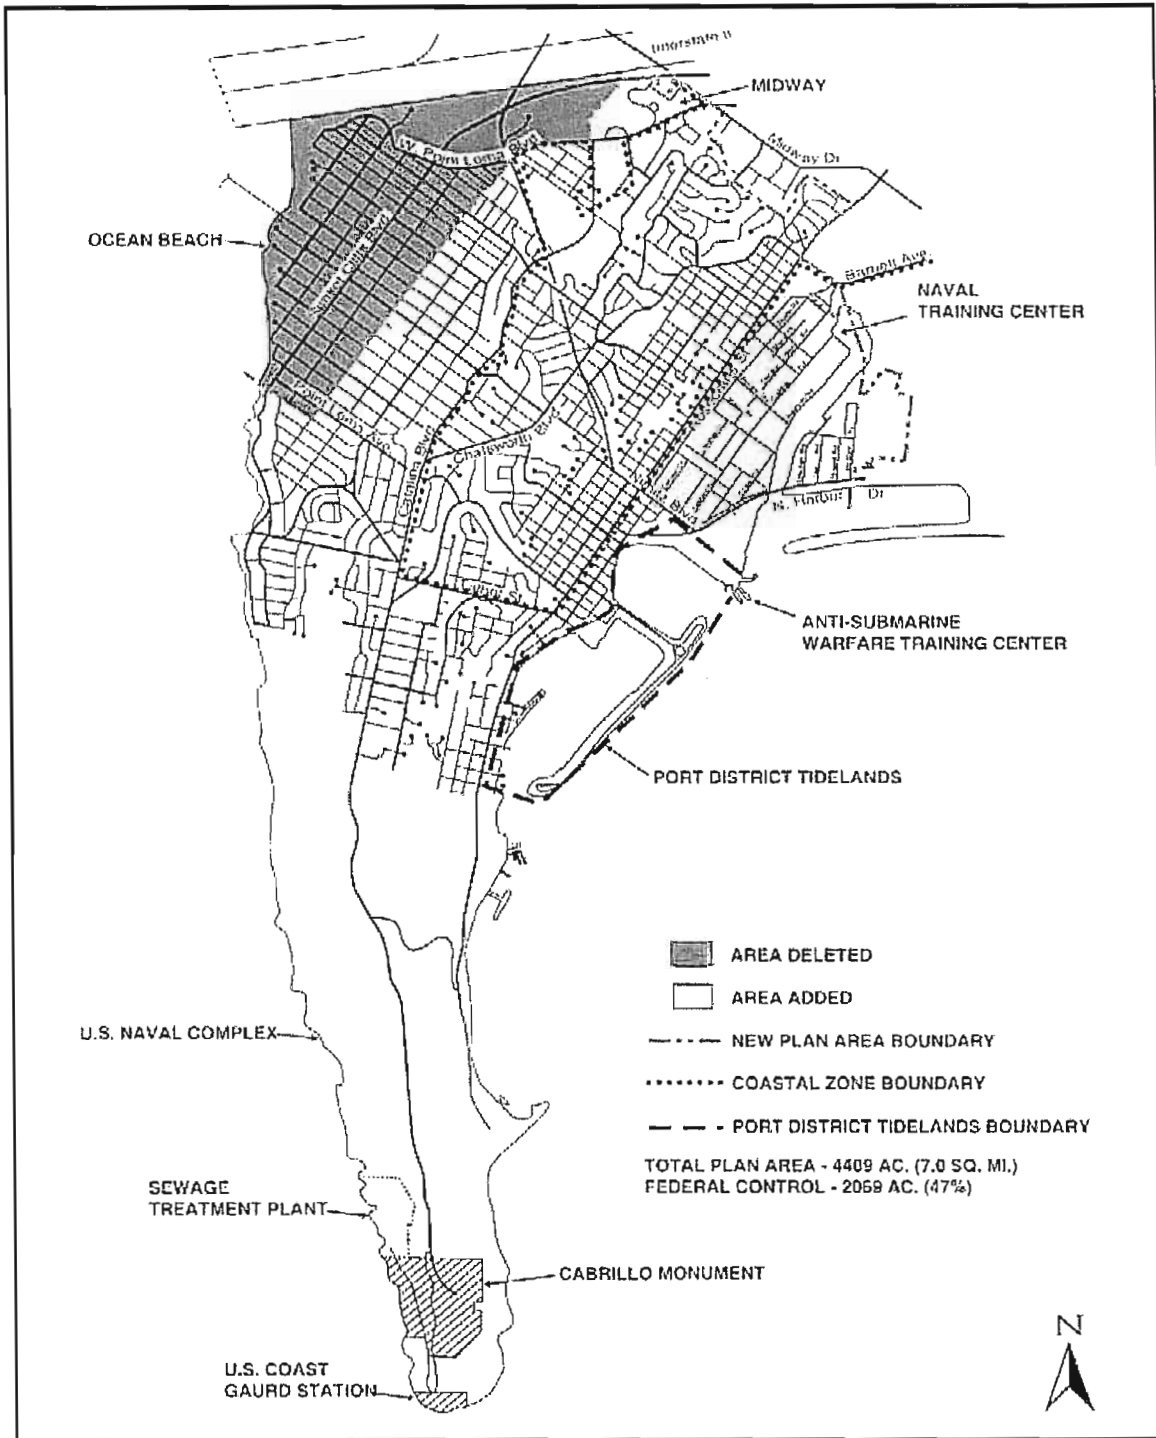 Interstate 8
MIDWAY
W. Point Loma Blvd
Midway Dr
OCEAN BEACH
Sunset Cliffs Blvd
Barnett Ave.
NAVAL
TRAINING CENTER
Point Loma Ave.
Catalina Blvd
Chatsworth Blvd
Blvd
N. Harbor Dr
ANTI-SUBMARINE
WARFARE TRAINING CENTER
PORT DISTRICT TIDELANDS
AREA DELETED
AREA ADDED
U.S. NAVAL COMPLEX
NEW PLAN AREA BOUNDARY
COASTAL ZONE BOUNDARY
PORT DISTRICT TIDELANDS BOUNDARY
TOTAL PLAN AREA - 4409 AC. (7.0 SQ. MI.)
FEDERAL CONTROL - 2069 AC. (47%)
SEWAGE
TREATMENT PLANT
CABRILLO MONUMENT
U.S. COAST
GAURD STATION
N